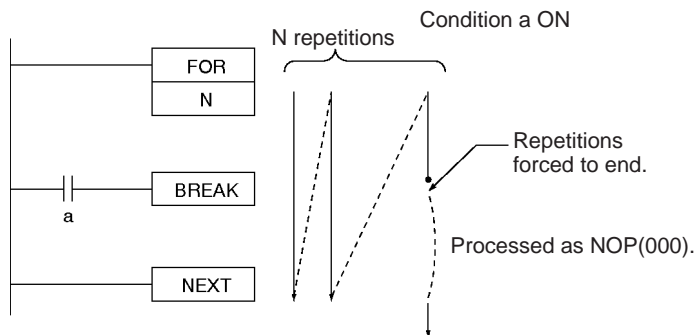 Condition a ON
N repetitions
FOR
N
Repetitions
forced to end.
BREAK
a
Processed as NOP(000).
NEXT